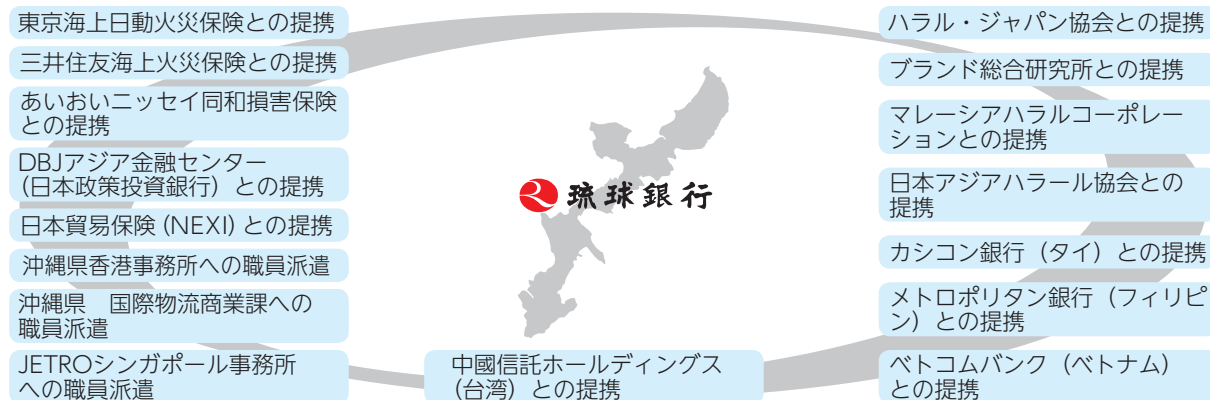 東京海上日動火災保険との提携
三井住友海上火災保険との提携
あいおいニッセイ同和損害保険
との提携
DBJアジア金融センター
(日本政策投資銀行）との提携
日本貿易保険 (NEXI) との提携
沖縄県香港事務所への職員派遣
沖縄県　国際物流商業課への
職員派遣
JETROシンガポール事務所
への職員派遣
琉球銀行
中國信託ホールディングス
（台湾）との提携
ハラル・ジャパン協会との提携
ブランド総合研究所との提携
マレーシアハラルコーポレー
ションとの提携
日本アジアハラール協会との
提携
カシコン銀行（タイ）との提携
メトロポリタン銀行（フィリピ
ン）との提携
ベトコムバンク（ベトナム）
との提携